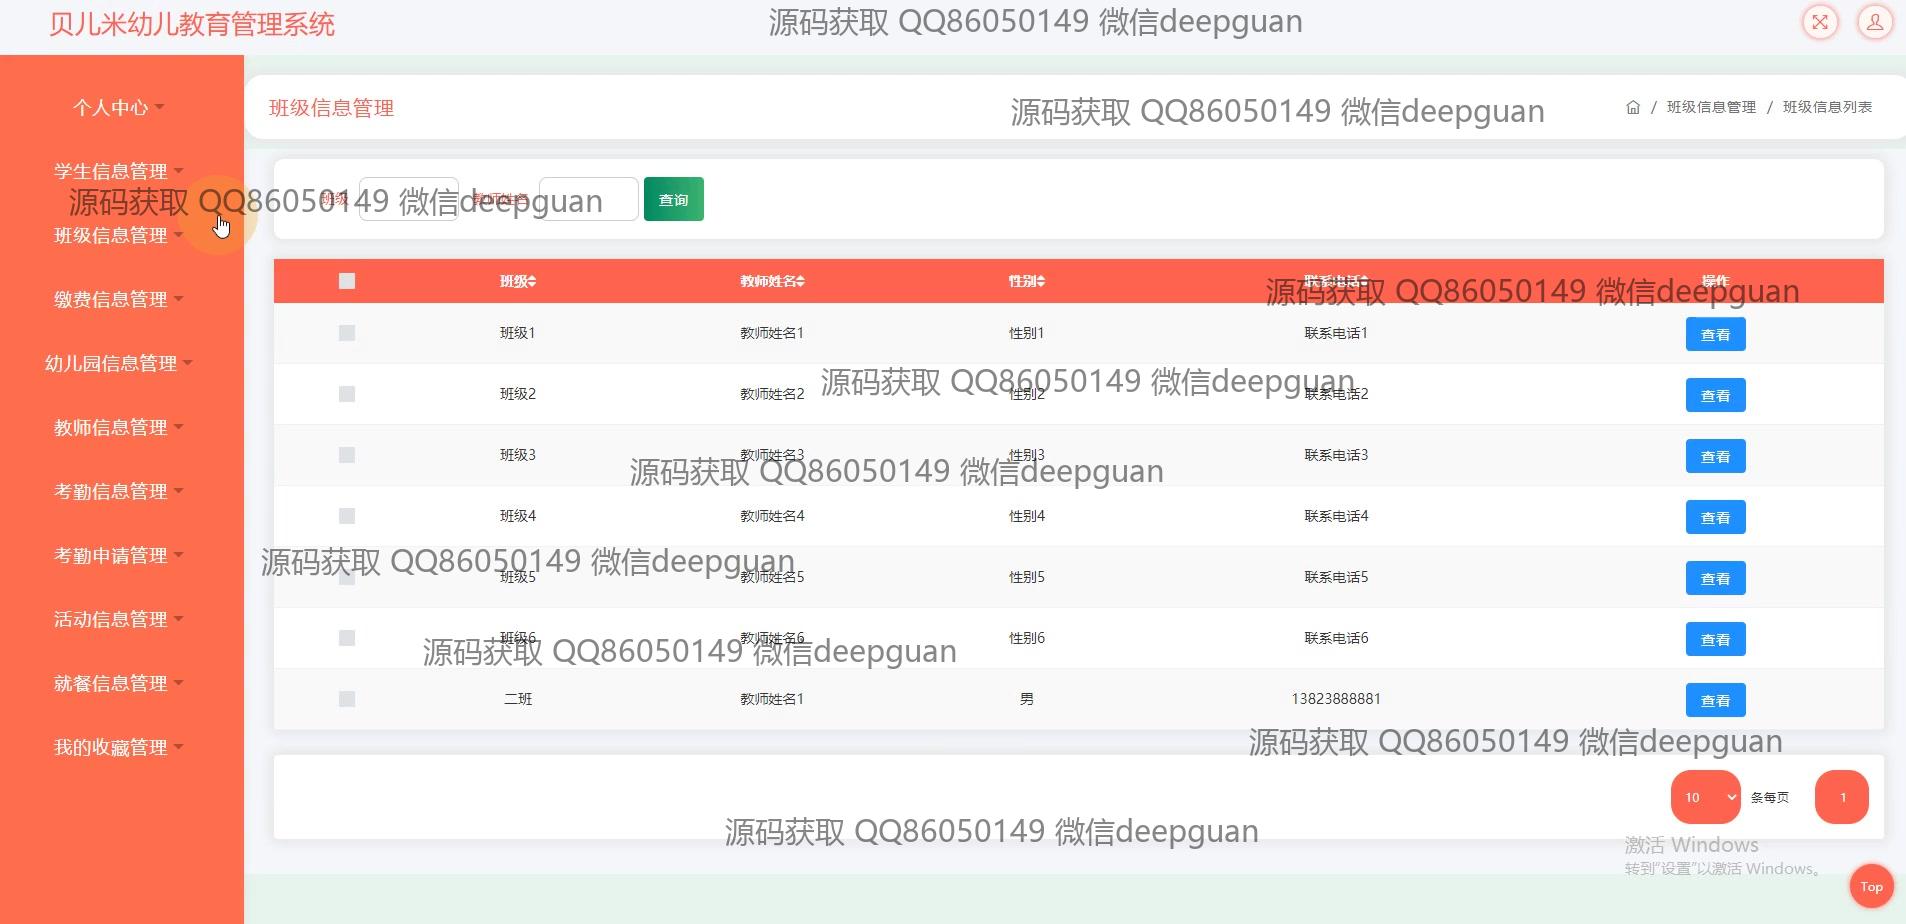 贝儿米幼儿教育管理系统
源码获取 QQ86050149 微信deepguan
个人中心
学生信息管理
班级信息管理
缴费信息管理
幼儿园信息管理
教师信息管理
考勤信息管理
考勤申请管理
活动信息管理
就餐信息管理
我的收藏管理
班级信息管理
源码获取 QQ86050149 微信deepguan
/ 班级信息管理 / 班级信息列表
源码获取 QQ86050149 微信deepguan
班级 教师姓名 查询
班级 教师姓名 性别 联系电话 操作
源码获取 QQ86050149 微信deepguan
班级1 教师姓名1 性别1 联系电话1 查看
源码获取 QQ86050149 微信deepguan
班级2 教师姓名2 性别2 联系电话2 查看
班级3 教师姓名3 性别3 联系电话3 查看
源码获取 QQ86050149 微信deepguan
班级4 教师姓名4 性别4 联系电话4 查看
源码获取 QQ86050149 微信deepguan
班级5 教师姓名5 性别5 联系电话5 查看
班级6 教师姓名6 性别6 联系电话6 查看
源码获取 QQ86050149 微信deepguan
二班 教师姓名1 男 13823888881 查看
源码获取 QQ86050149 微信deepguan
10 条每页 1
源码获取 QQ86050149 微信deepguan
激活 Windows
转到"设置"以激活 Windows。
Top